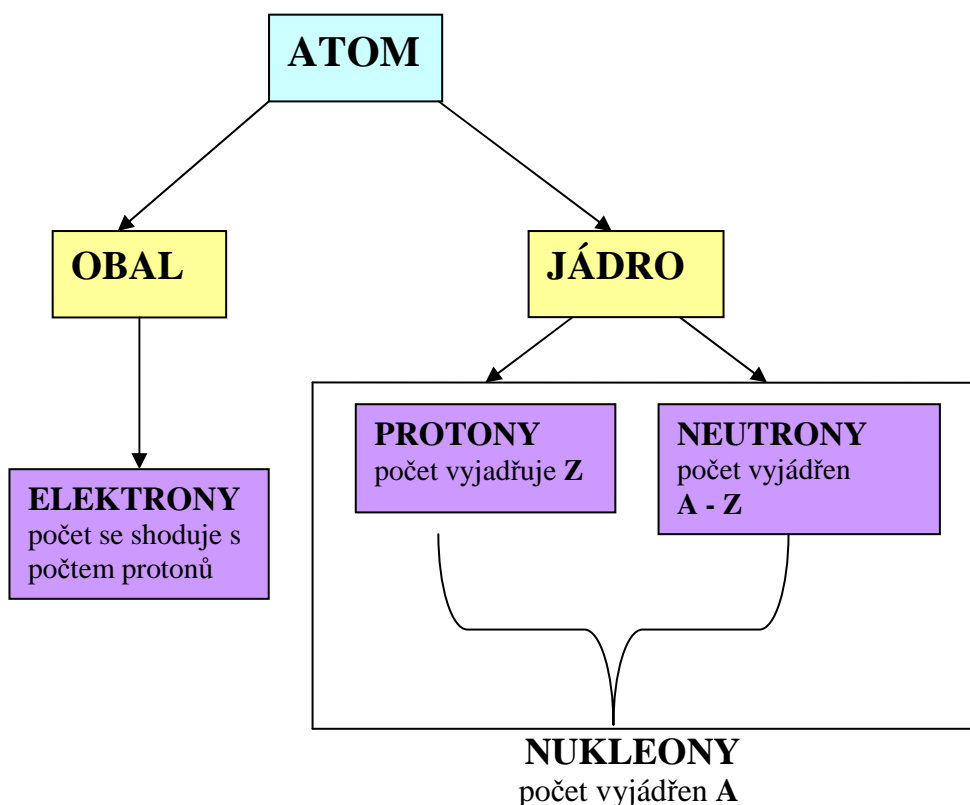 ATOM
OBAL
JÁDRO
PROTONY
počet vyjadřuje Z
NEUTRONY
počet vyjádřen
A - Z
ELEKTRONY
počet se shoduje s
počtem protonů
NUKLEONY
počet vyjádřen A